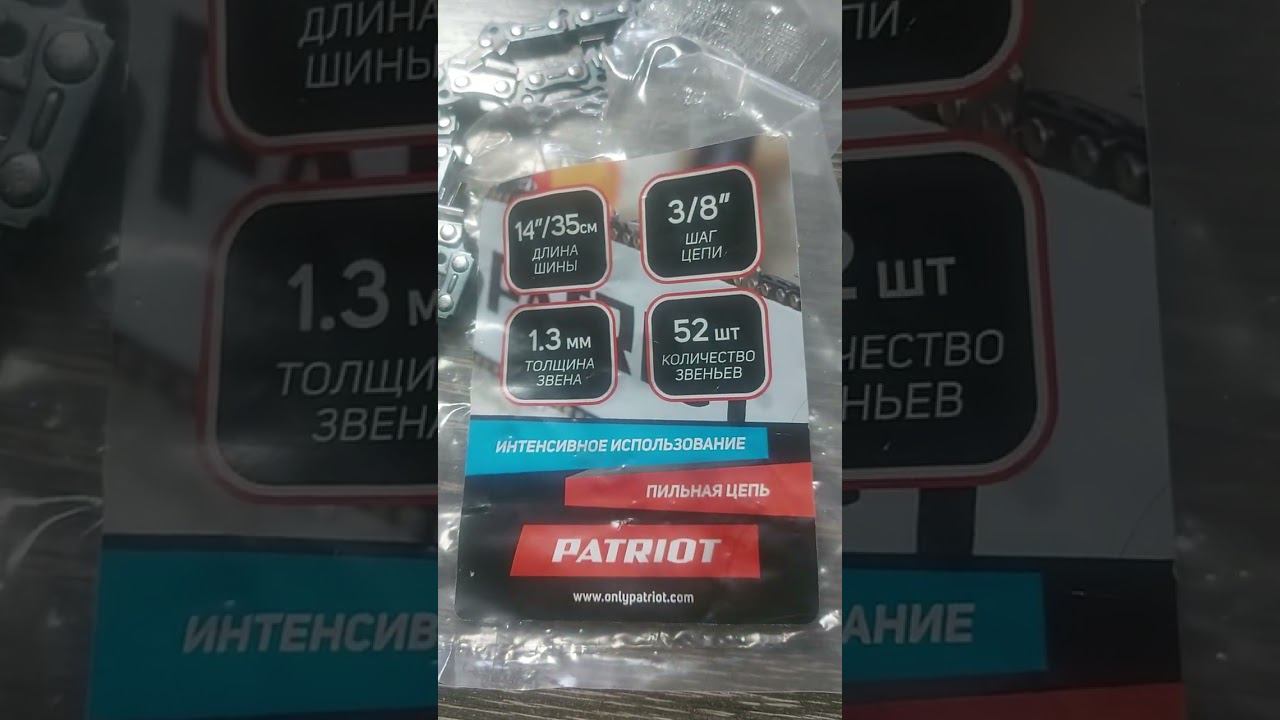 14"/35см
ДЛИНА
ШИНЫ
3/8"
ШАГ
ЦЕПИ
1.3 мм
ТОЛЩИНА
ЗВЕНА
52 шт
КОЛИЧЕСТВО
ЗВЕНЬЕВ
ИНТЕНСИВНОЕ ИСПОЛЬЗОВАНИЕ
ПИЛЬНАЯ ЦЕПЬ
PATRIOT
www.onlypatriot.com